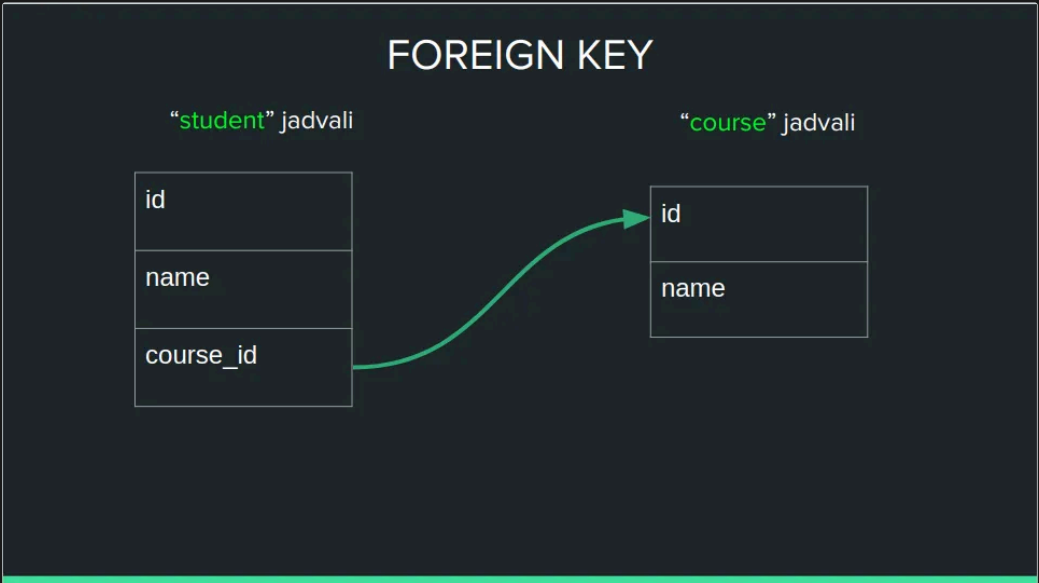 FOREIGN KEY
“student” jadvali
id
name
course_id
“course” jadvali
id
name